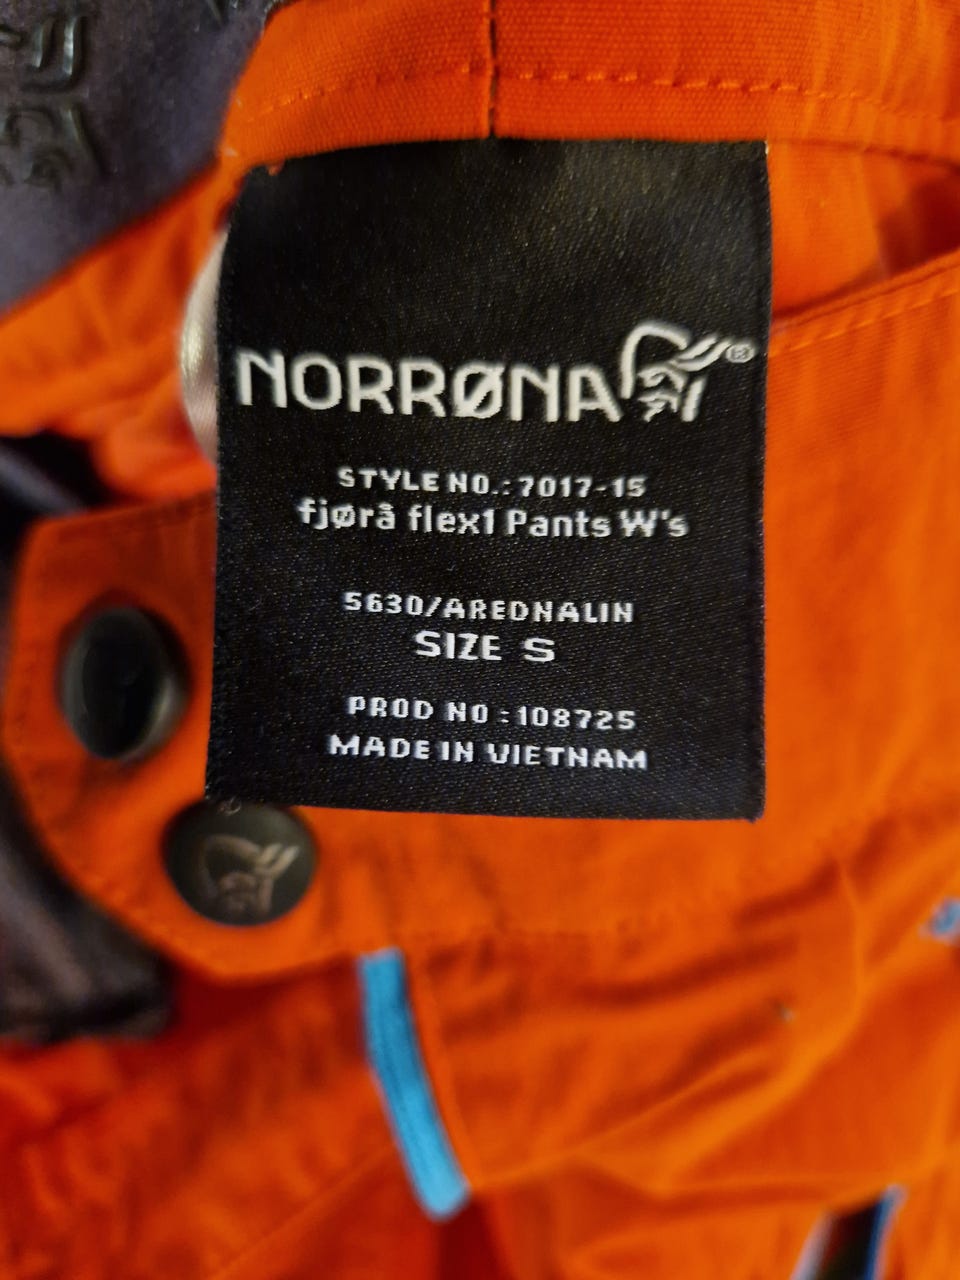 NORRØNA®
STYLE NO.: 7017-15
fjørå flex1 Pants W's
5630/AREDNALIN
SIZE S
PROD NO :108725
MADE IN VIETNAM